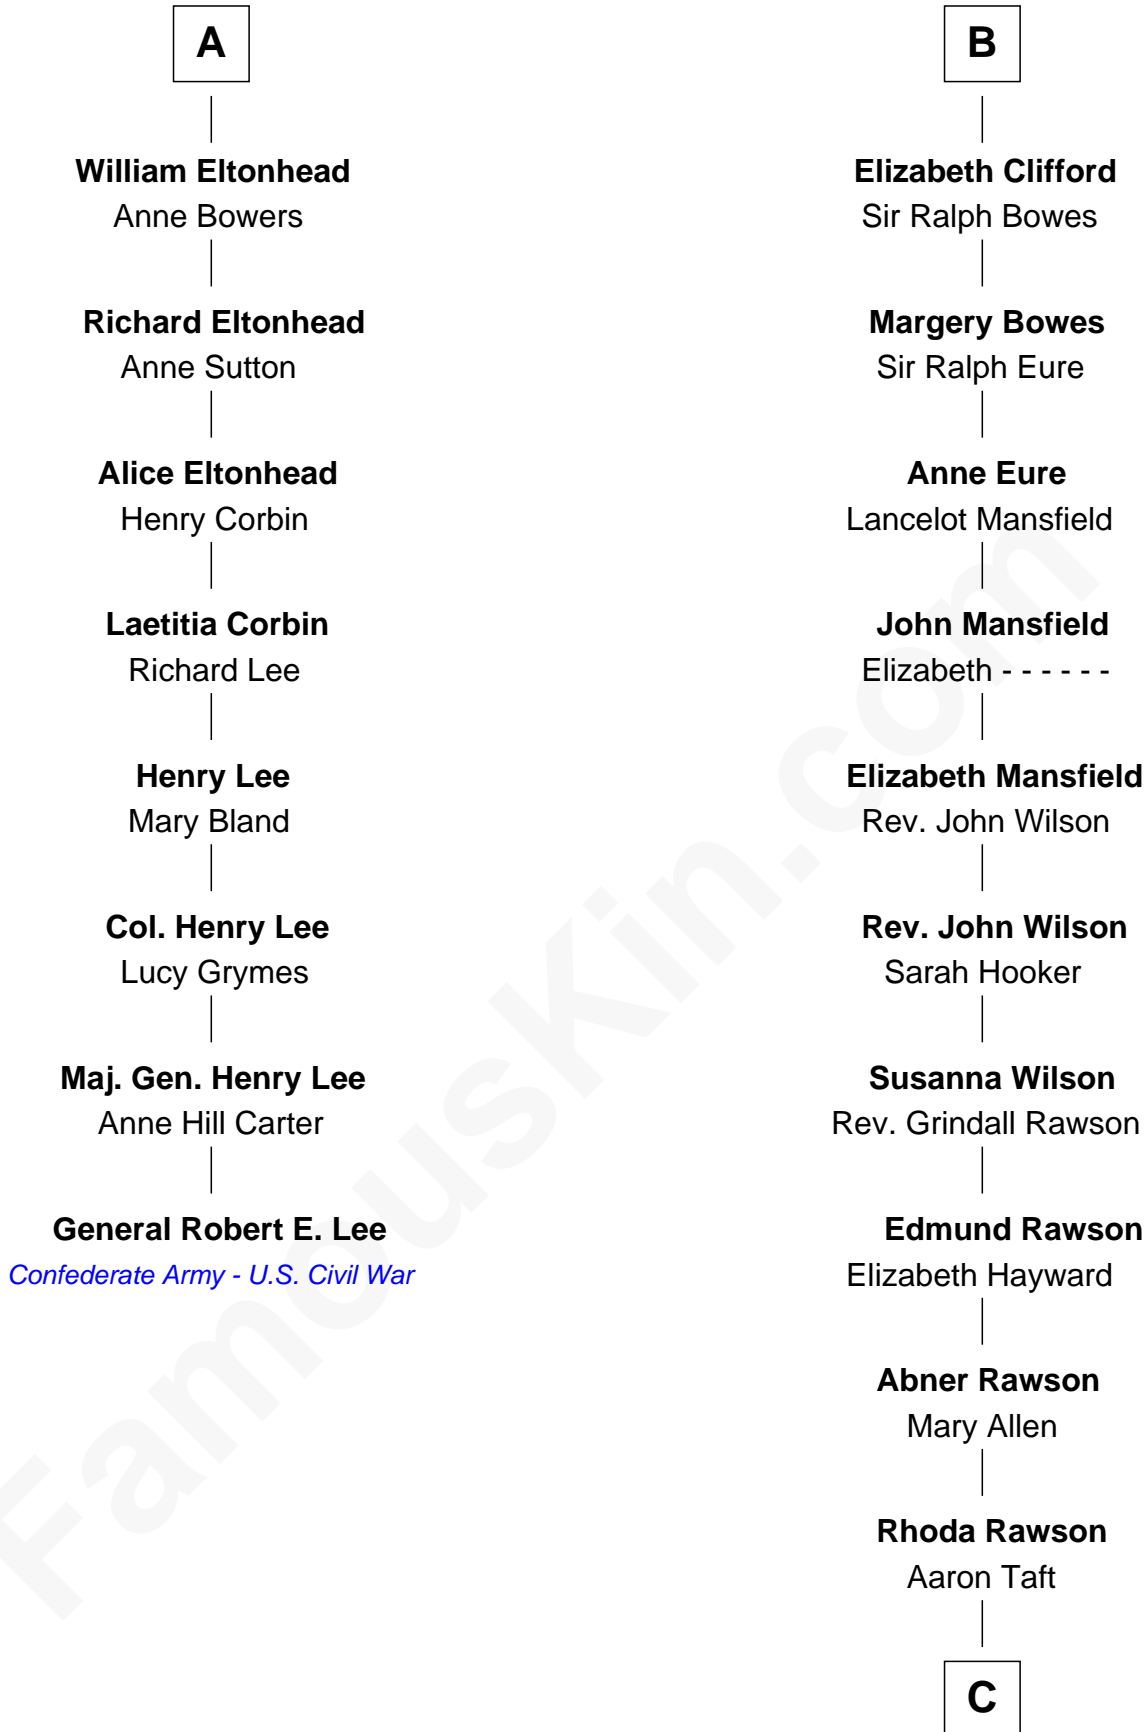 A
William Eltonhead
Anne Bowers
Richard Eltonhead
Anne Sutton
Alice Eltonhead
Henry Corbin
Laetitia Corbin
Richard Lee
Henry Lee
Mary Bland
Col. Henry Lee
Lucy Grymes
Maj. Gen. Henry Lee
Anne Hill Carter
General Robert E. Lee
Confederate Army - U.S. Civil War
B
Elizabeth Clifford
Sir Ralph Bowes
Margery Bowes
Sir Ralph Eure
Anne Eure
Lancelot Mansfield
John Mansfield
Elizabeth - - - - - -
Elizabeth Mansfield
Rev. John Wilson
Rev. John Wilson
Sarah Hooker
Susanna Wilson
Rev. Grindall Rawson
Edmund Rawson
Elizabeth Hayward
Abner Rawson
Mary Allen
Rhoda Rawson
Aaron Taft
C
FamousKin.com